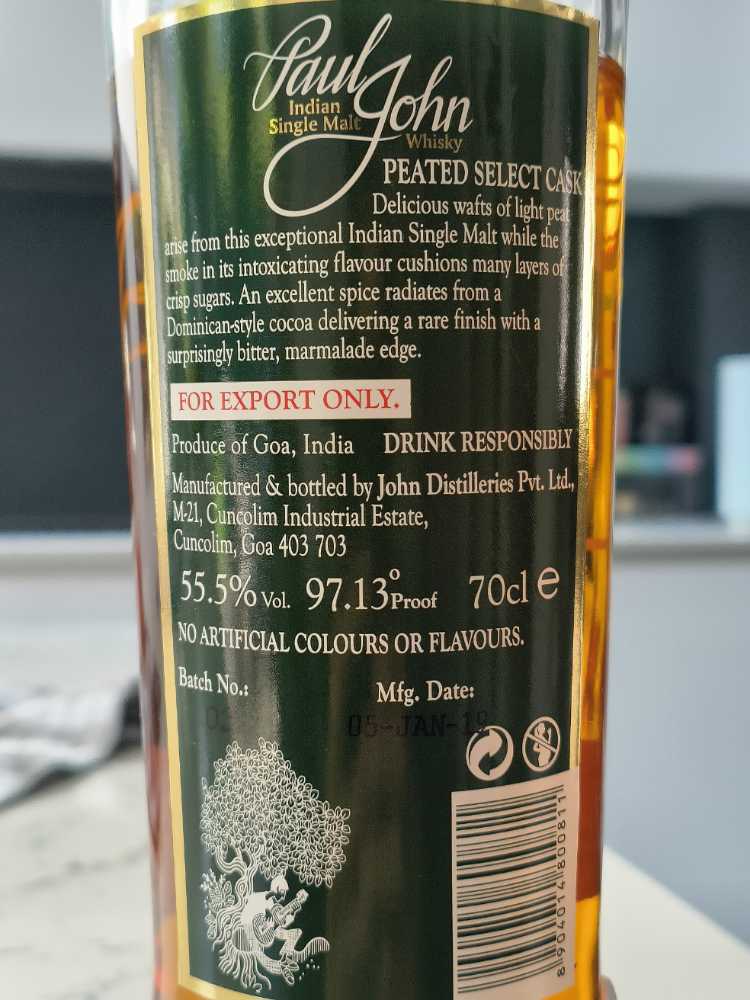 Paul John
Indian
Single Malt
Whisky
PEATED SELECT CASK
Delicious wafts of light peat
arise from this exceptional Indian Single Malt while the
smoke in its intoxicating flavour cushions many layers of
crisp sugars. An excellent spice radiates from a
Dominican-style cocoa delivering a rare finish with a
surprisingly bitter, marmalade edge.
FOR EXPORT ONLY.
Produce of Goa, India DRINK RESPONSIBLY
Manufactured & bottled by John Distilleries Pvt. Ltd.,
M-21, Cuncolim Industrial Estate,
Cuncolim, Goa 403 703
55.5% Vol. 97.13° Proof 70cl e
NO ARTIFICIAL COLOURS OR FLAVOURS.
Batch No.: Mfg. Date:
8 904014 800811